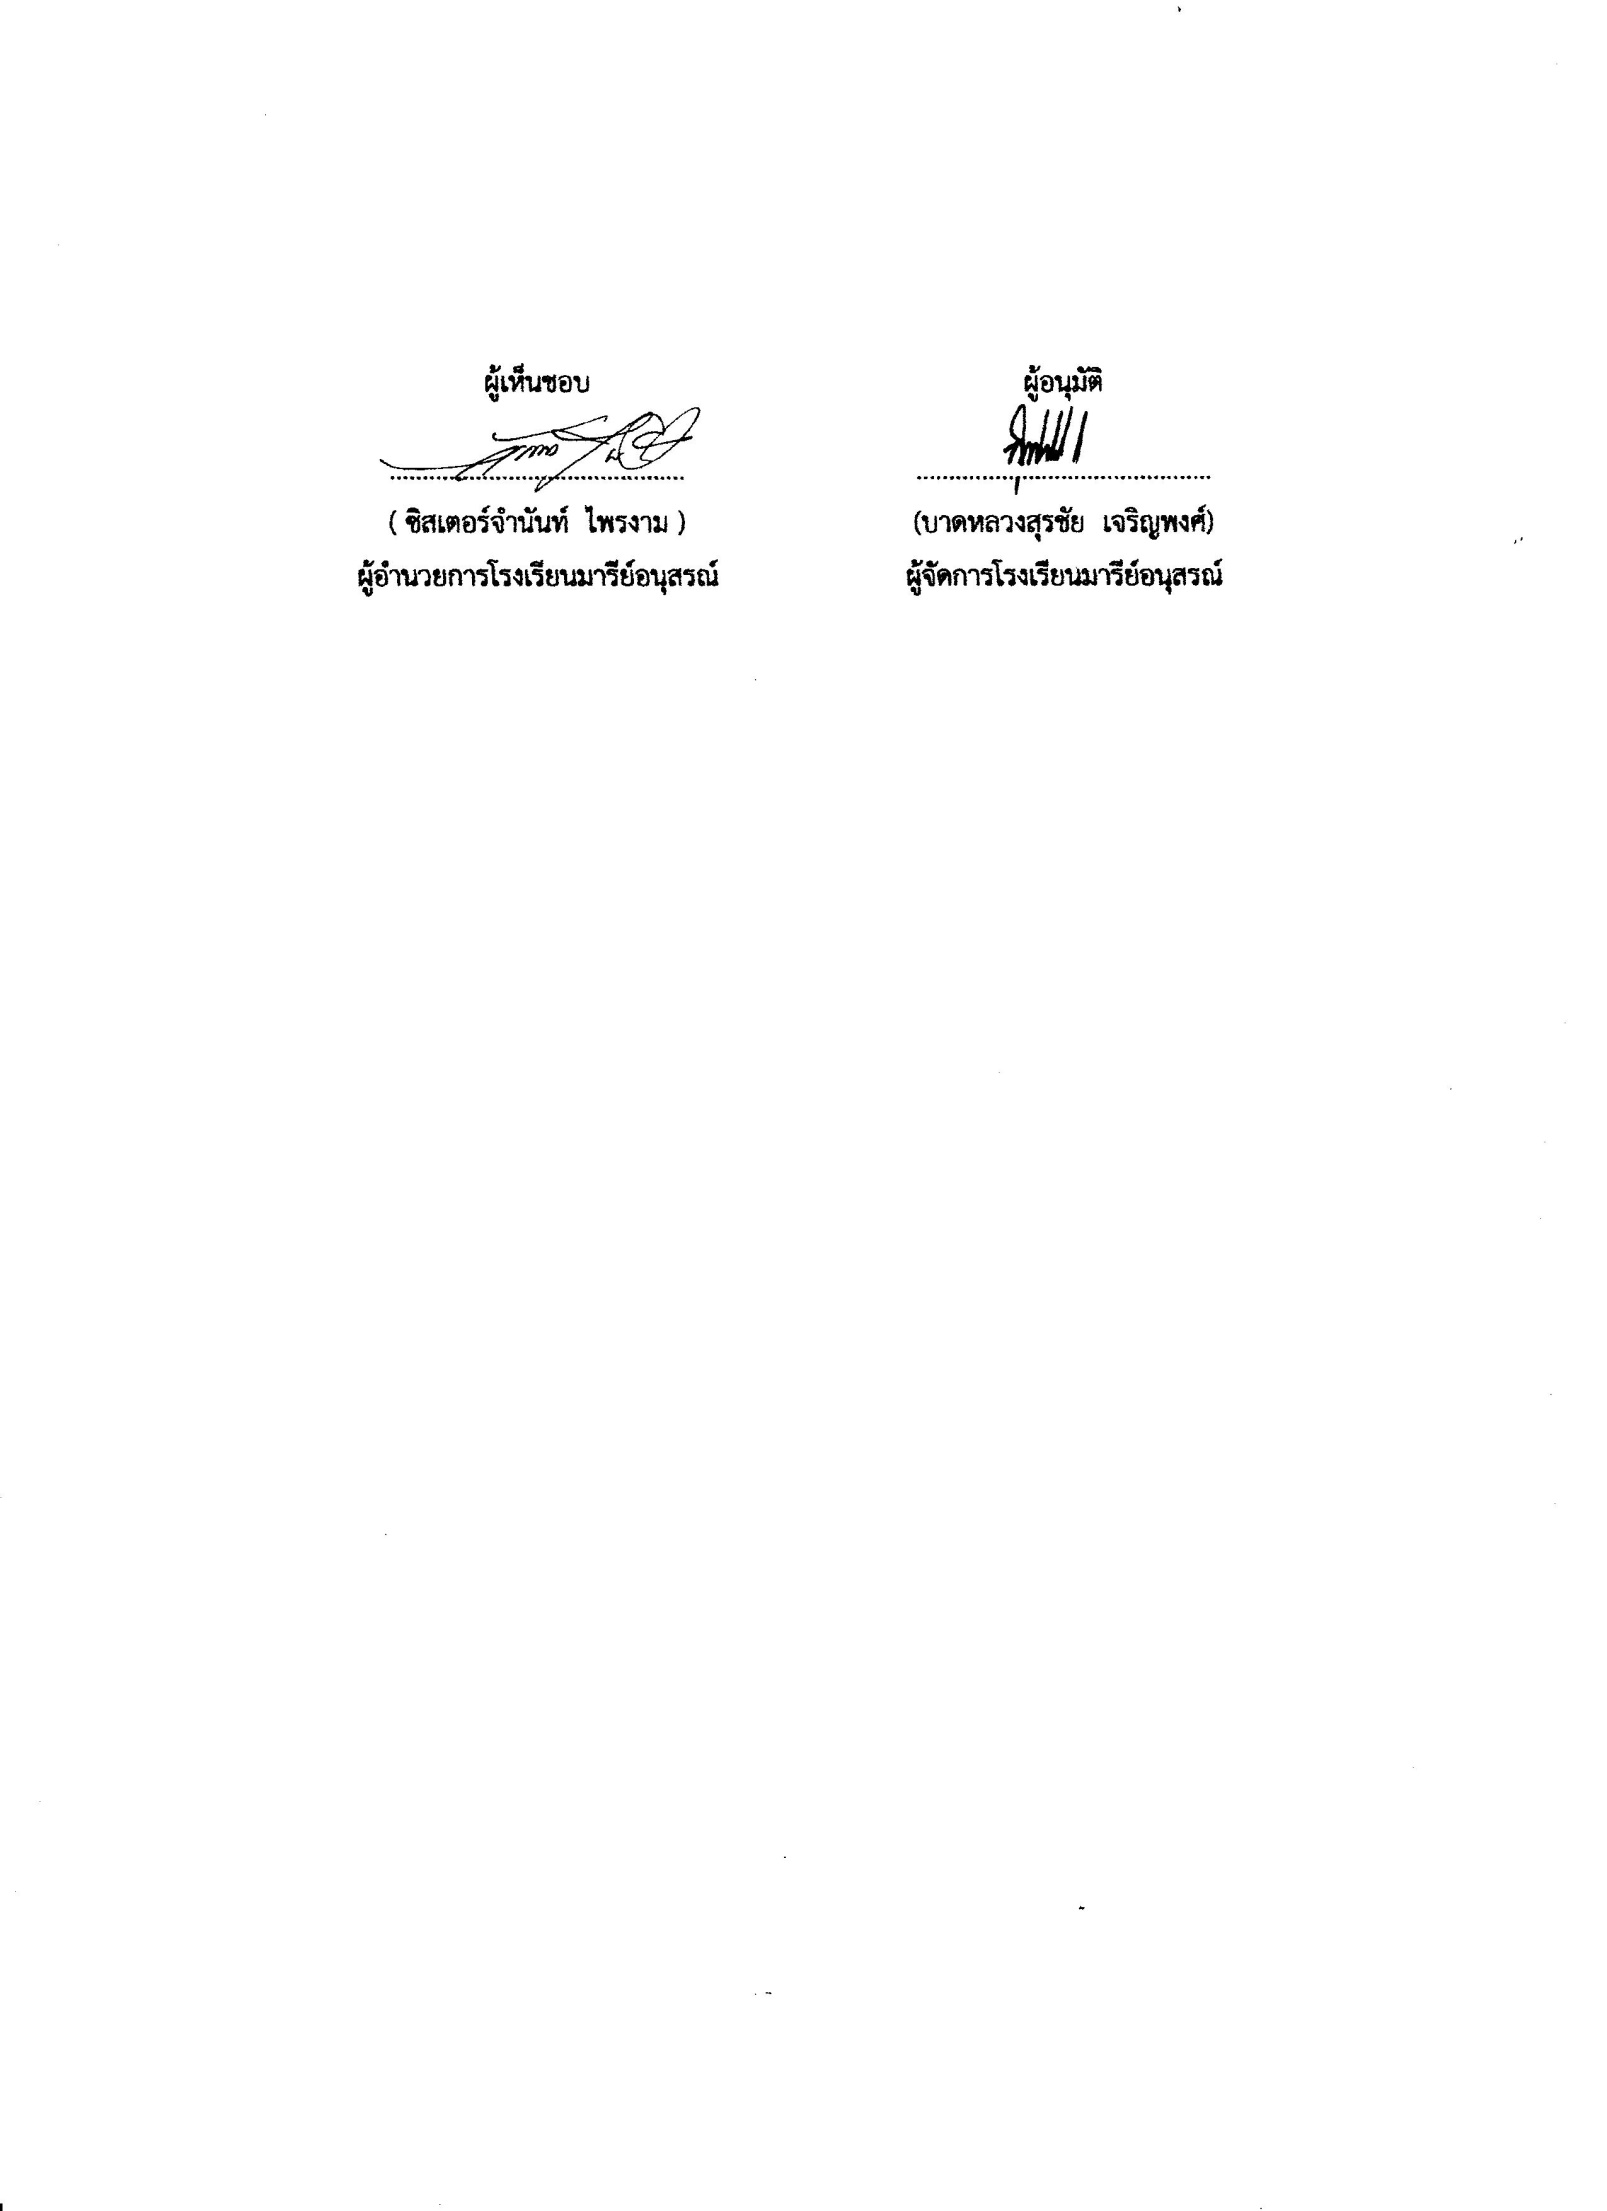 ผู้เห็นชอบ
( ซิสเตอร์จำนันท์ ไพรงาม )
ผู้อำนวยการโรงเรียนมารีย์อนุสรณ์
ผู้อนุมัติ
(บาดหลวงสุรชัย เจริญพงศ์)
ผู้จัดการโรงเรียนมารีย์อนุสรณ์